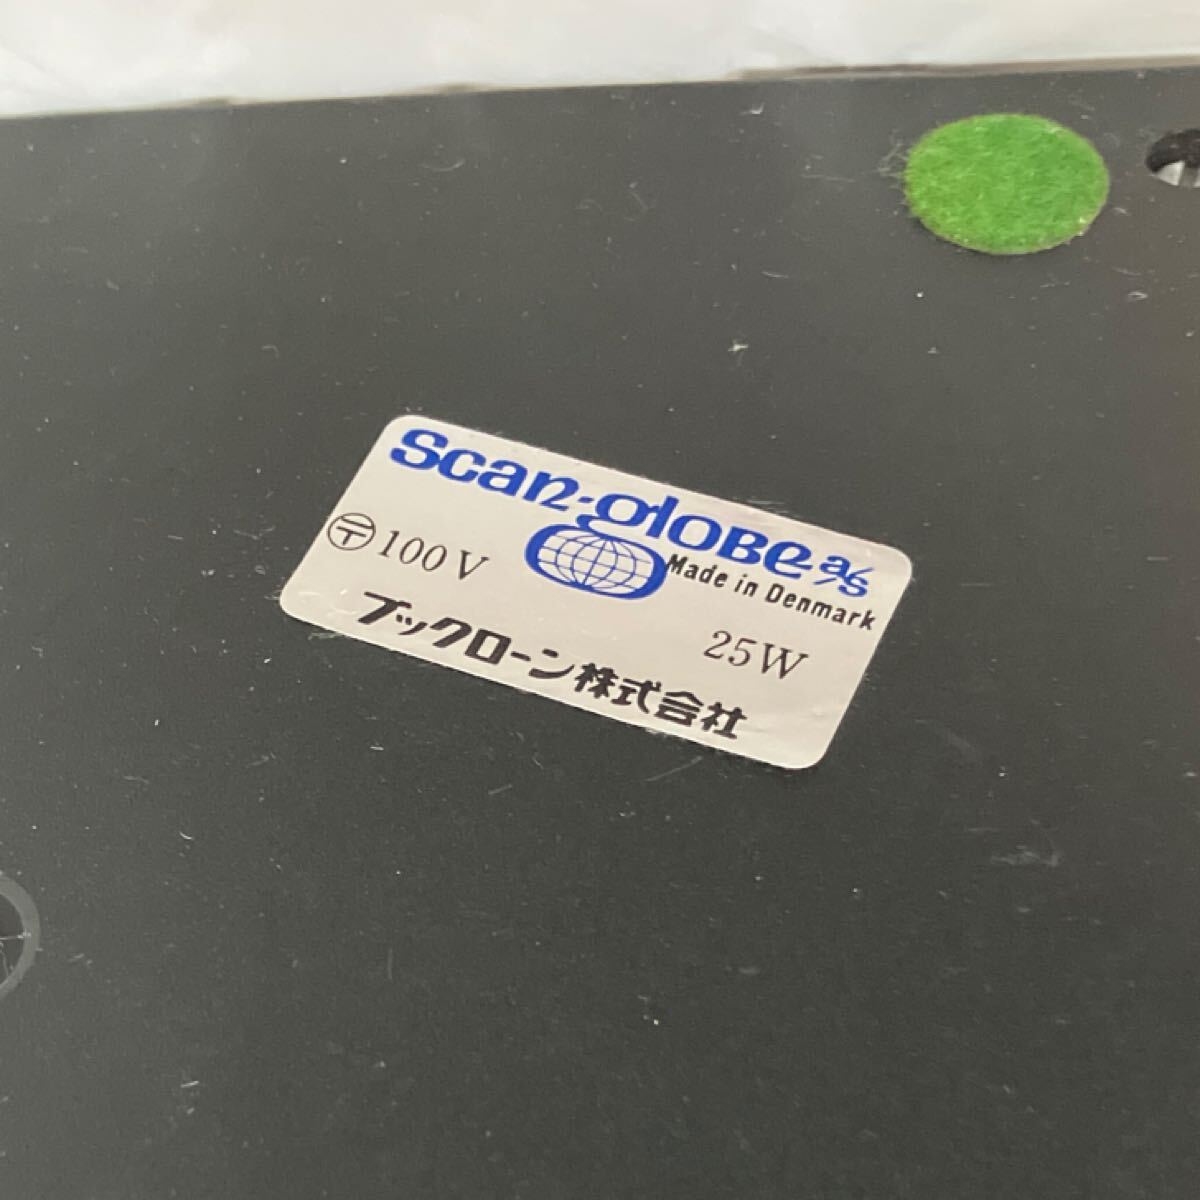 Scan-globe a/s
Made in Denmark
〒 100V
25W
ブックローン株式会社